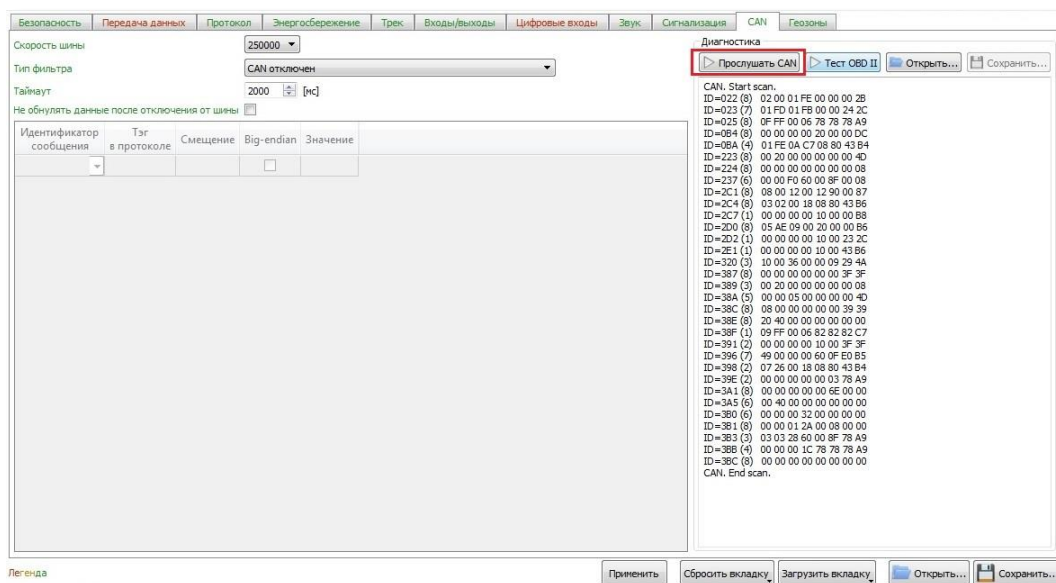 Безопасность Передача данных Протокол Энергосбережение Трек Входы/выходы Цифровые входы Звук Сигнализация CAN Геозоны
Скорость шины 250000
Тип фильтра CAN отключен
Таймаут 2000 [мс]
Не обнулять данные после отключения от шины
Идентификатор сообщения Тэг в протоколе Смещение Big-endian Значение
Диагностика
Прослушать CAN Тест OBD II Открыть... Сохранить...
CAN. Start scan.
ID=022 (8) 02 00 01 FE 00 00 00 2B
ID=023 (7) 01 FD 01 FB 00 00 24 2C
ID=025 (8) 0F FF 00 06 78 78 78 A9
ID=0B4 (8) 00 00 00 00 20 00 00 DC
ID=0BA (4) 01 FE 0A C7 08 80 43 B4
ID=223 (8) 00 20 00 00 00 00 00 4D
ID=224 (8) 00 00 00 00 00 00 00 08
ID=237 (6) 00 00 F0 60 00 8F 00 08
ID=2C1 (8) 08 00 12 00 12 90 00 87
ID=2C4 (8) 03 02 00 18 08 80 43 B6
ID=2C7 (1) 00 00 00 00 10 00 00 B8
ID=2D0 (8) 05 AE 09 00 20 00 00 B6
ID=2D2 (1) 00 00 00 00 10 00 23 2C
ID=2E1 (1) 00 00 00 00 10 00 43 B6
ID=320 (3) 10 00 36 00 00 09 29 4A
ID=387 (8) 00 00 00 00 00 00 3F 3F
ID=389 (3) 00 20 00 00 00 00 00 08
ID=38A (5) 00 00 05 00 00 00 00 4D
ID=38C (8) 08 00 00 00 00 00 39 39
ID=38E (8) 20 40 00 00 00 00 00 00
ID=38F (1) 09 FF 00 06 82 82 82 C7
ID=391 (2) 00 00 00 00 10 00 3F 3F
ID=396 (7) 49 00 00 00 60 0F E0 B5
ID=398 (2) 07 26 00 18 08 80 43 B4
ID=39E (2) 00 00 00 00 00 03 78 A9
ID=3A1 (8) 00 00 00 00 00 6E 00 00
ID=3A5 (6) 00 40 00 00 00 00 00 00
ID=3B0 (6) 00 00 00 32 00 00 00 00
ID=3B1 (8) 00 00 01 2A 00 08 00 00
ID=3B3 (3) 03 03 28 60 00 8F 78 A9
ID=3BB (4) 00 00 00 1C 78 78 78 A9
ID=3BC (8) 00 00 00 00 00 00 00 00
CAN. End scan.
Легенда Применить Сбросить вкладку Загрузить вкладку Открыть... Сохранить...